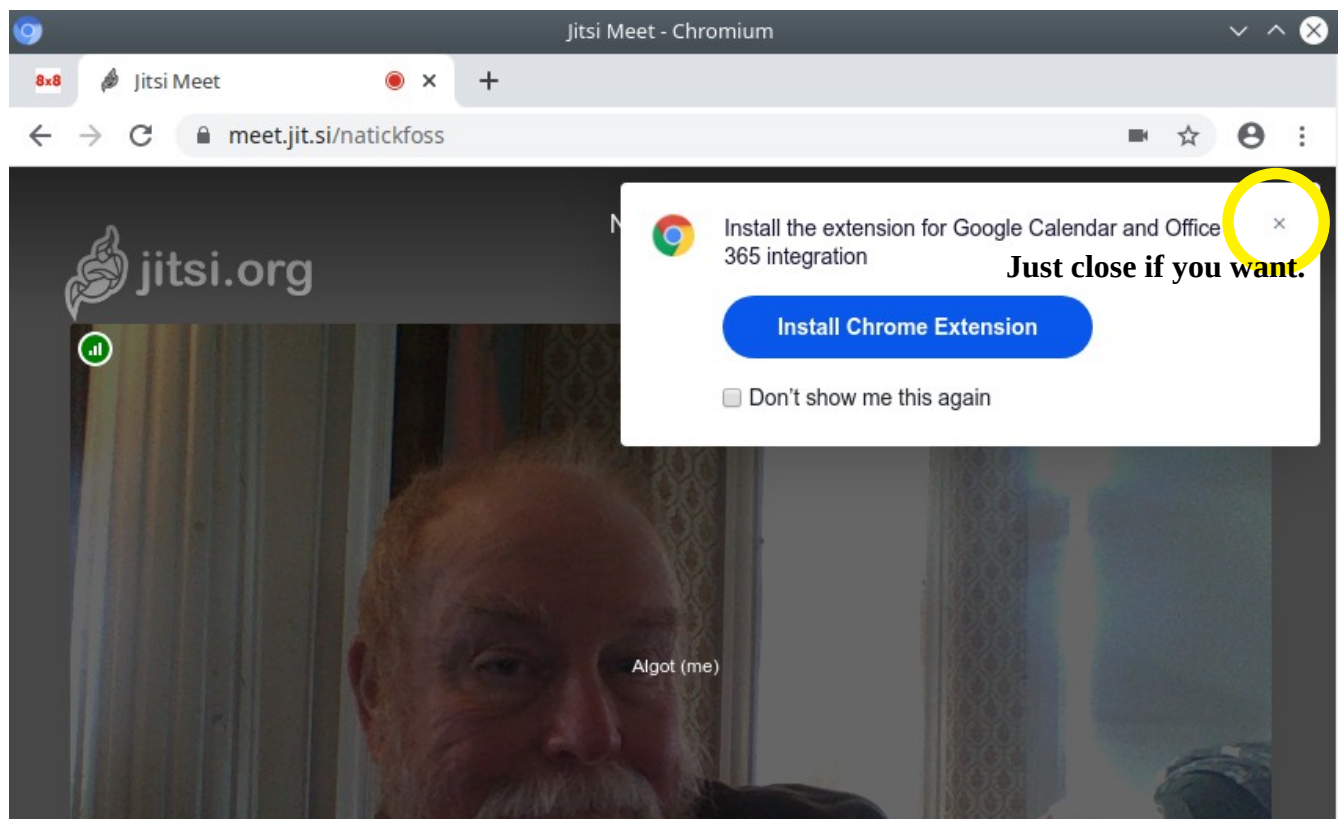 Jitsi Meet - Chromium
8x8 Jitsi Meet
meet.jit.si/natickfoss
jitsi.org
N
Install the extension for Google Calendar and Office
365 integration
Just close if you want.
Install Chrome Extension
Don't show me this again
Algot (me)